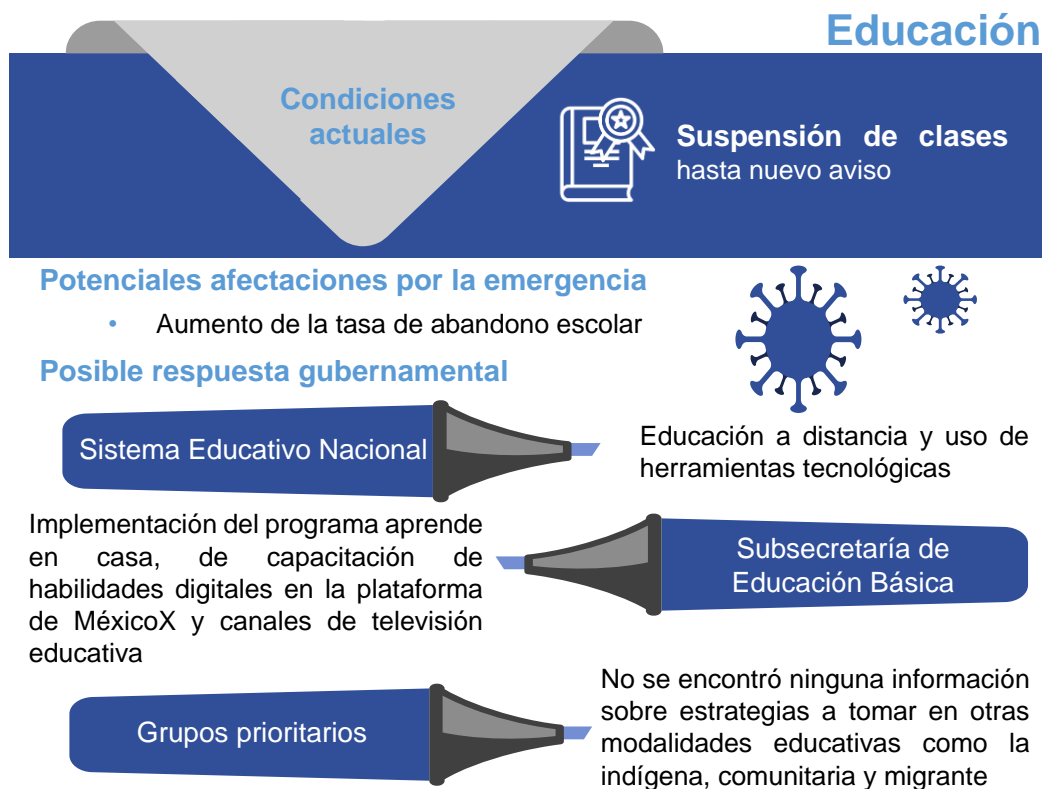 Educación
Condiciones
actuales
Suspensión de clases
hasta nuevo aviso
Potenciales afectaciones por la emergencia
• Aumento de la tasa de abandono escolar
Posible respuesta gubernamental
Sistema Educativo Nacional
Educación a distancia y uso de
herramientas tecnológicas
Implementación del programa aprende
en casa, de capacitación de
habilidades digitales en la plataforma
de MéxicoX y canales de televisión
educativa
Subsecretaría de
Educación Básica
Grupos prioritarios
No se encontró ninguna información
sobre estrategias a tomar en otras
modalidades educativas como la
indígena, comunitaria y migrante